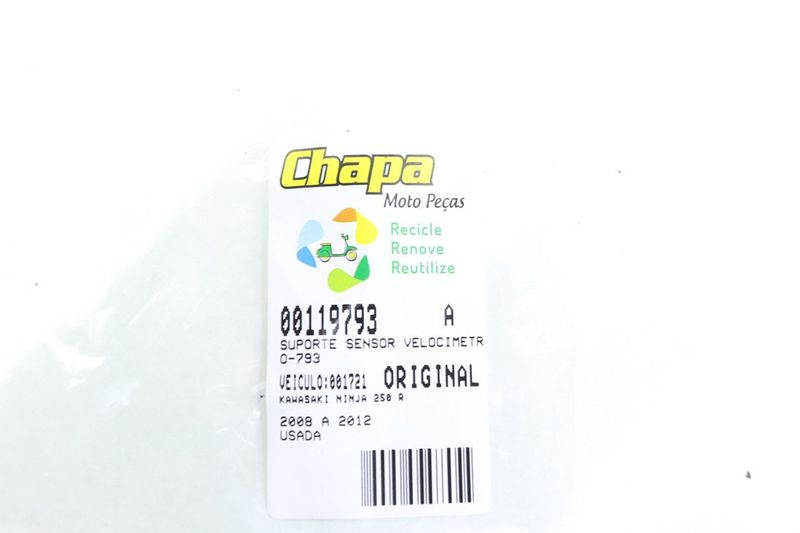 Chapa
Moto Peças
Recicle
Renove
Reutilize
00119793 A
SUPORTE SENSOR VELOCIMETR
O-793
VEICULO:001721 ORIGINAL
KAWASAKI NINJA 250 R
2008 A 2012
USADA